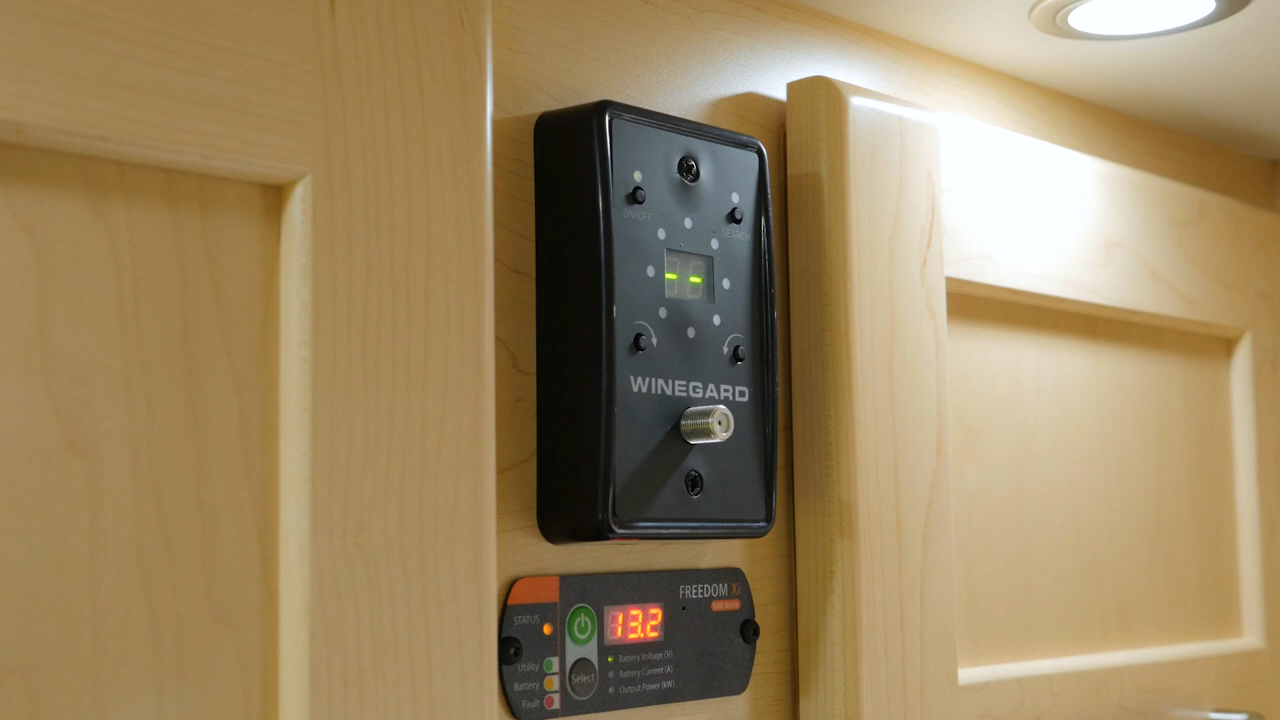 ON/OFF
SEARCH
--
WINEGARD
FREEDOM Xi
STATUS
13.2
Utility
Battery
Fault
Select
Battery Voltage (V)
Battery Current (A)
Output Power (kW)